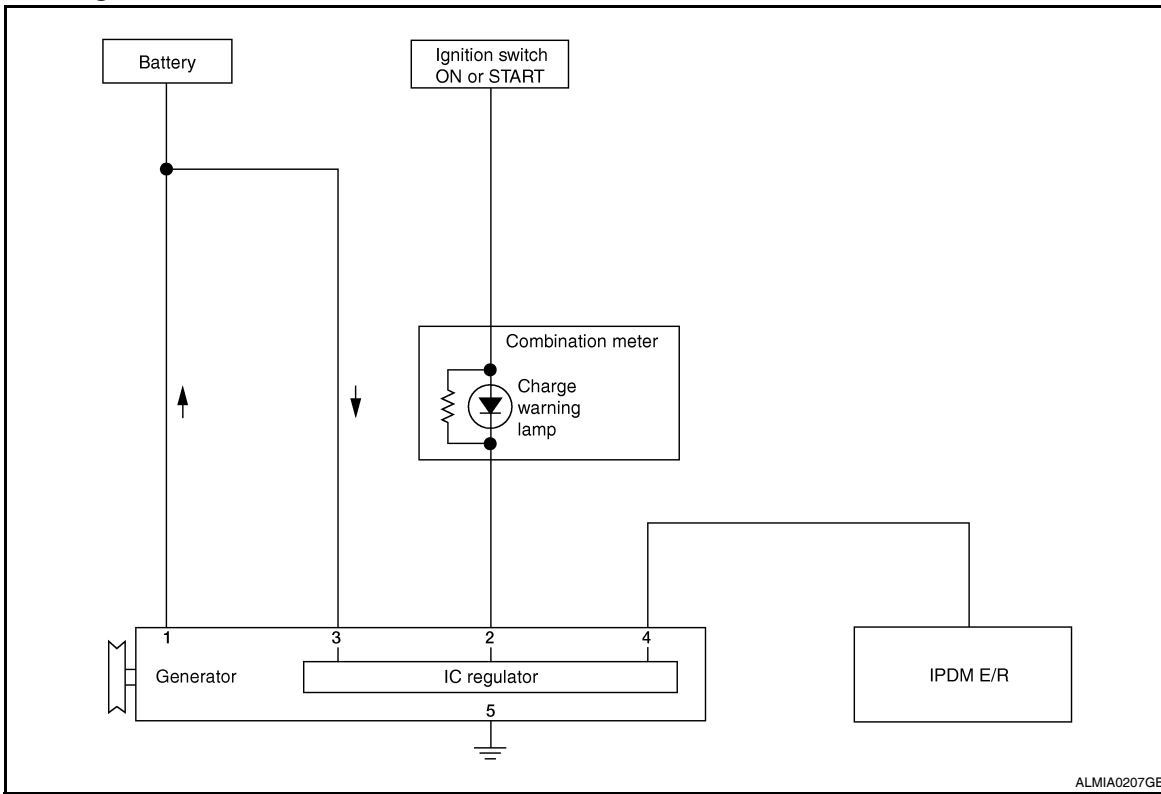 Battery
Ignition switch
ON or START
Combination meter
Charge
warning
lamp
1
3
2
4
Generator
IC regulator
IPDM E/R
5
ALMIA0207GE